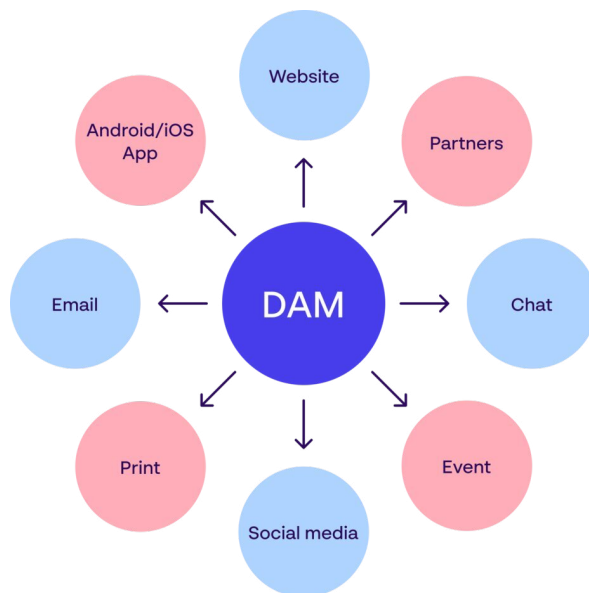 Website
Android/iOS
App
Partners
Email
DAM
Chat
Print
Event
Social media